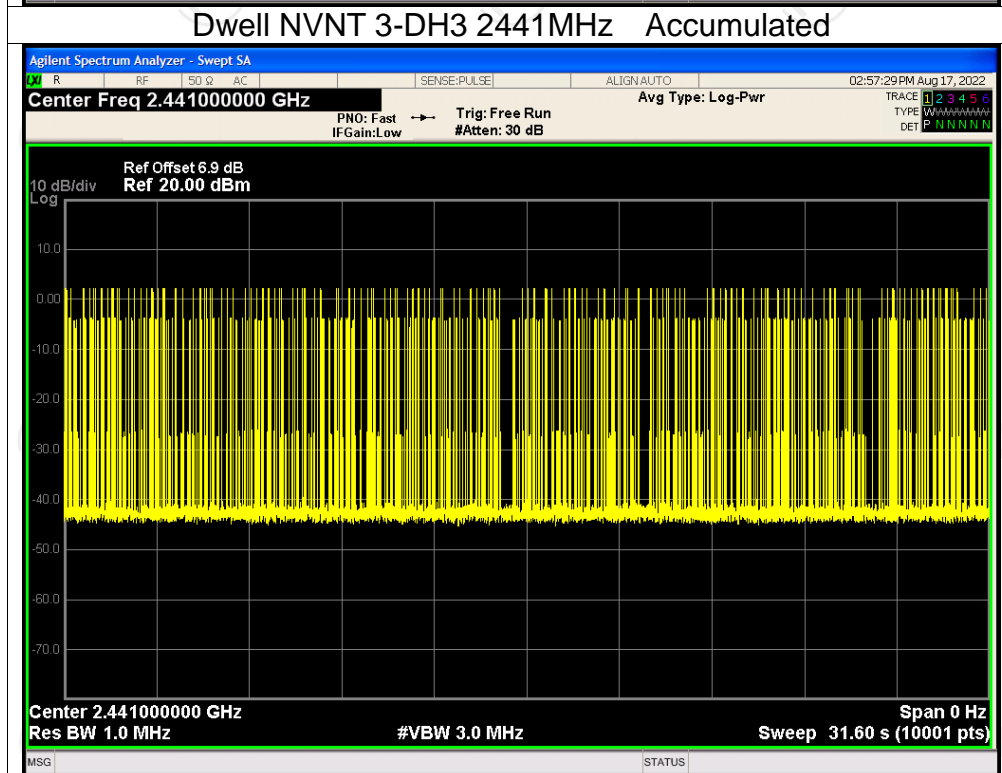 Dwell NVNT 3-DH3 2441MHz Accumulated
Agilent Spectrum Analyzer - Swept SA
LXI R RF 50 Ω AC SENSE:PULSE ALIGN AUTO 02:57:29 PM Aug 17, 2022
Center Freq 2.441000000 GHz Avg Type: Log-Pwr TRACE 1 2 3 4 5 6
PNO: Fast Trig: Free Run TYPE WWWWWW
IFGain:Low #Atten: 30 dB DET P N N N N N
Ref Offset 6.9 dB
10 dB/div Ref 20.00 dBm
Log
10.0
0.00
-10.0
-20.0
-30.0
-40.0
-50.0
-60.0
-70.0
Center 2.441000000 GHz Span 0 Hz
Res BW 1.0 MHz #VBW 3.0 MHz Sweep 31.60 s (10001 pts)
MSG STATUS